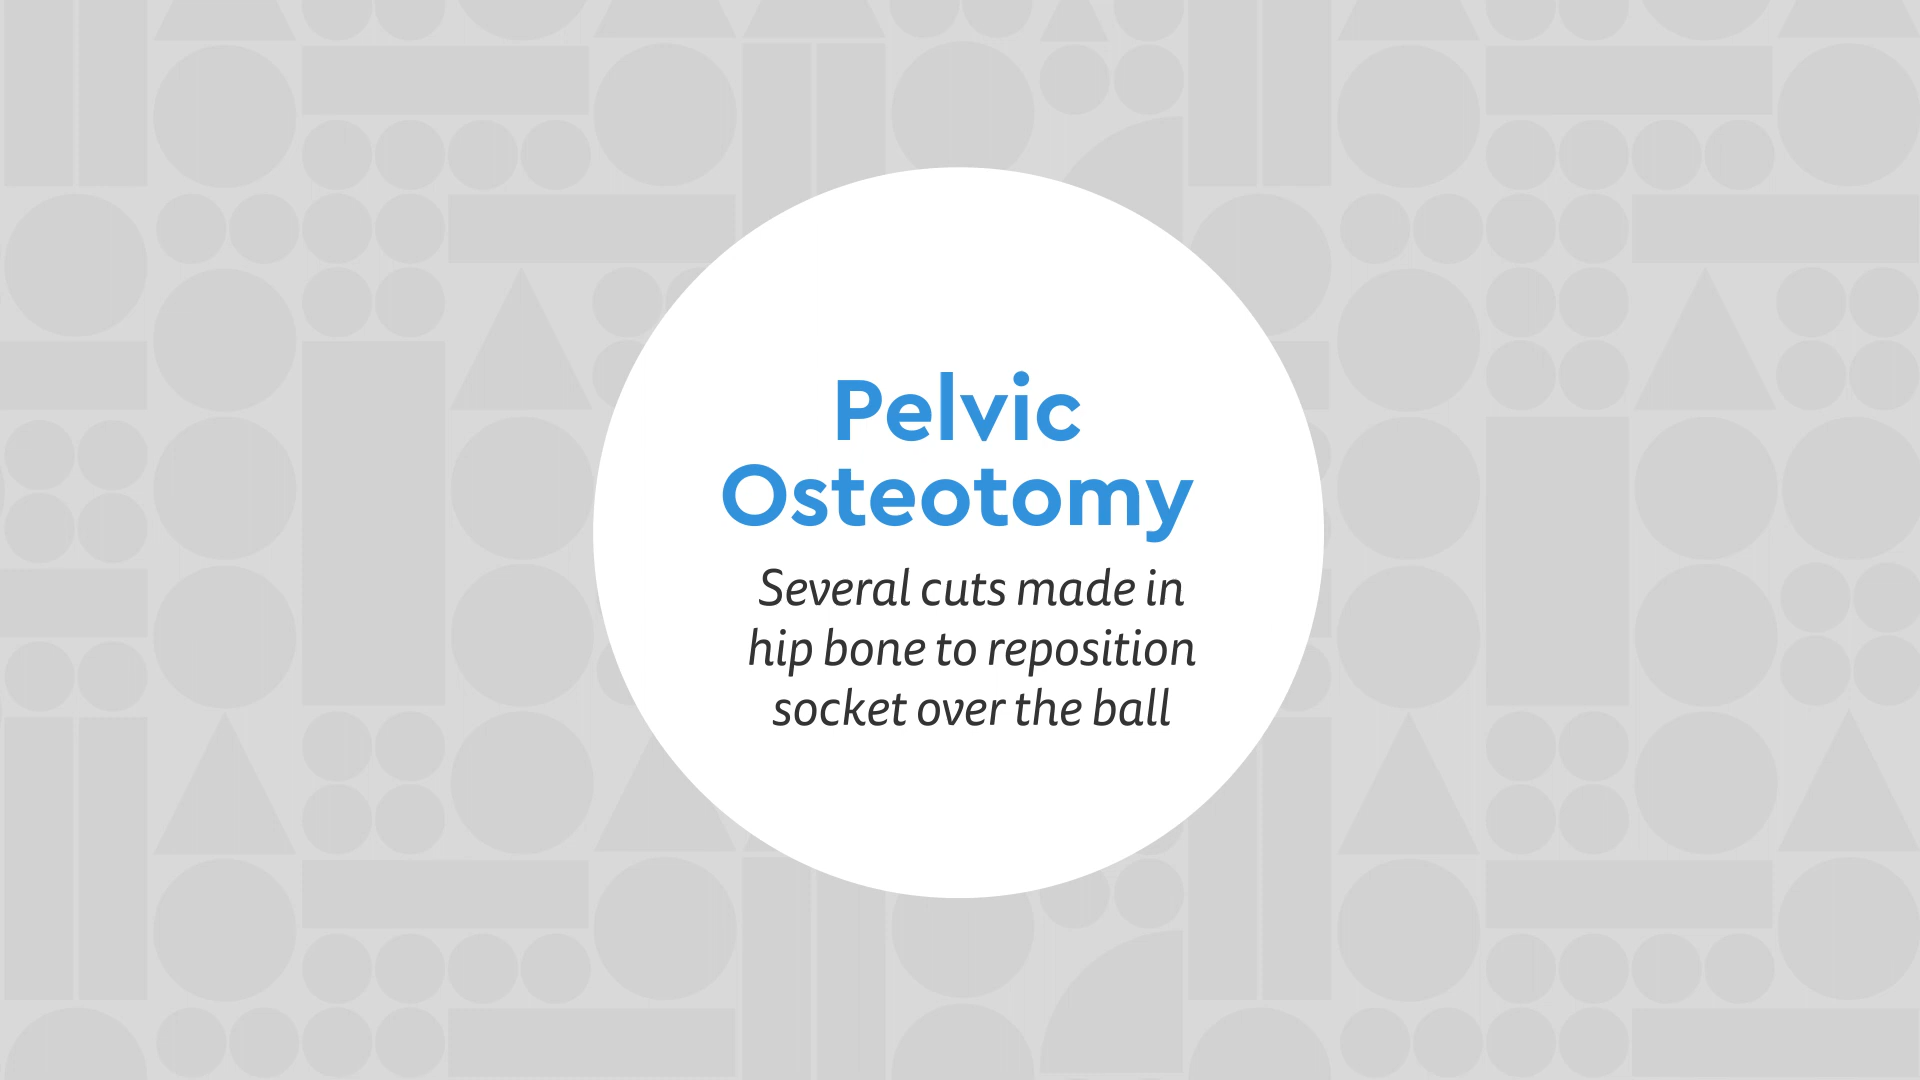 Pelvic
Osteotomy
Several cuts made in
hip bone to reposition
socket over the ball